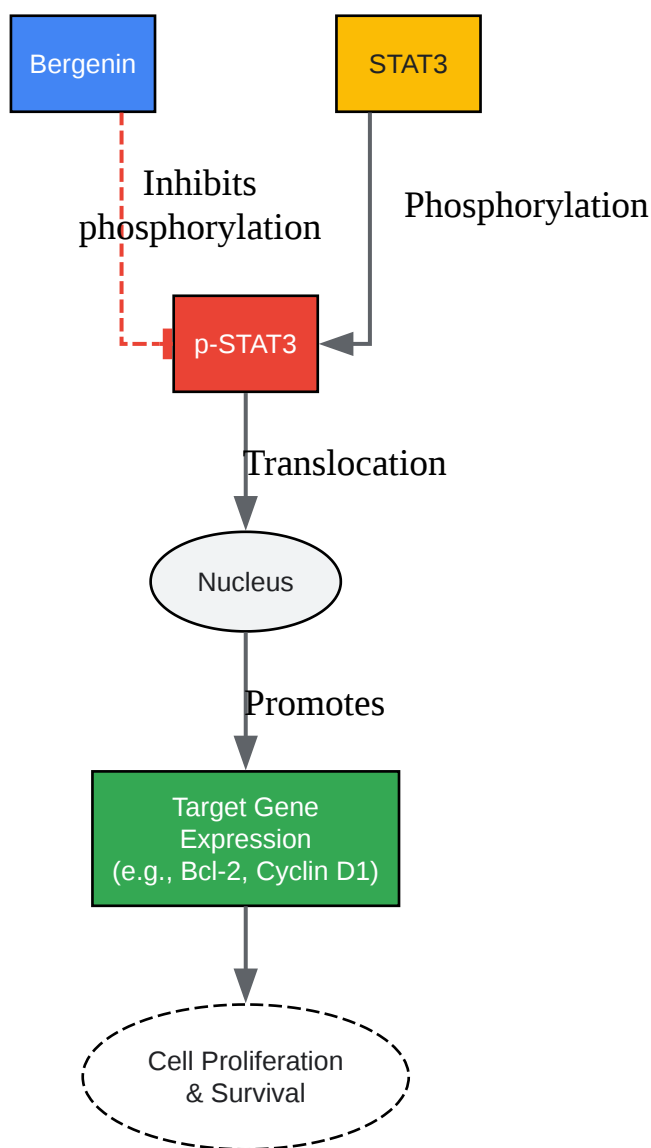 Bergenin
STAT3
Inhibits
phosphorylation
Phosphorylation
p-STAT3
Translocation
Nucleus
Promotes
Target Gene
Expression
(e.g., Bcl-2, Cyclin D1)
Cell Proliferation
& Survival